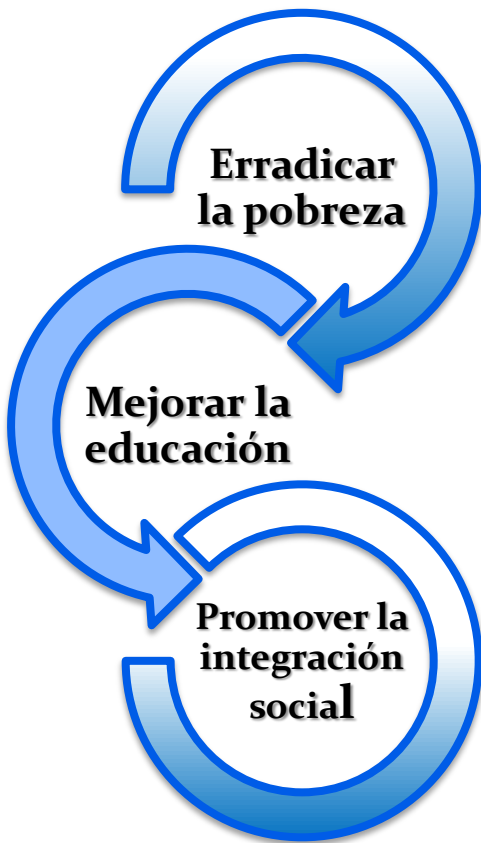 Erradicar
la pobreza
Mejorar la
educación
Promover la
integración
social